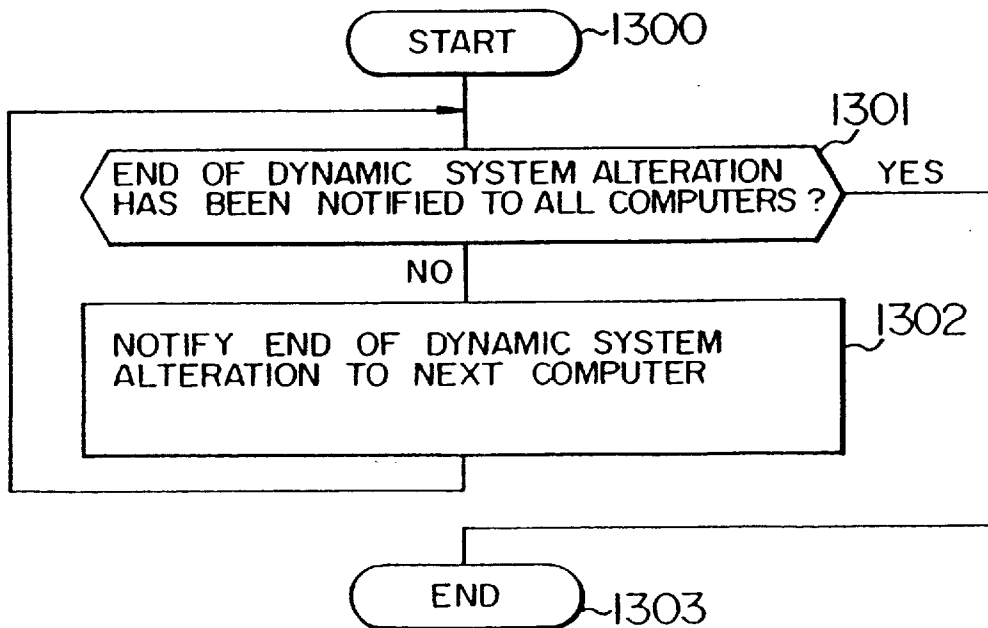 START
1300
1301
END OF DYNAMIC SYSTEM ALTERATION
HAS BEEN NOTIFIED TO ALL COMPUTERS ?
YES
NO
1302
NOTIFY END OF DYNAMIC SYSTEM
ALTERATION TO NEXT COMPUTER
END
1303